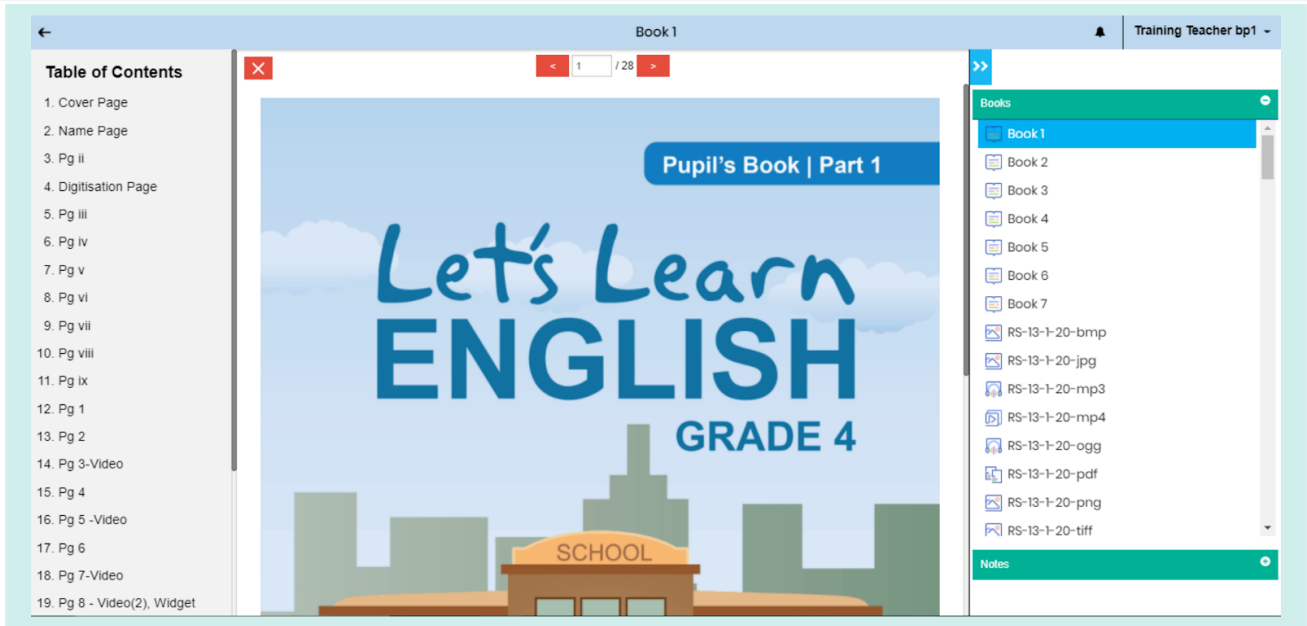 Book 1
Training Teacher bp1
Table of Contents
1. Cover Page
2. Name Page
3. Pg ii
4. Digitisation Page
5. Pg iii
6. Pg iv
7. Pg v
8. Pg vi
9. Pg vii
10. Pg viii
11. Pg ix
12. Pg 1
13. Pg 2
14. Pg 3-Video
15. Pg 4
16. Pg 5 -Video
17. Pg 6
18. Pg 7-Video
19. Pg 8 - Video(2), Widget
< 1 / 28 >
Pupil's Book | Part 1
Let's Learn
ENGLISH
GRADE 4
SCHOOL
Books
Book 1
Book 2
Book 3
Book 4
Book 5
Book 6
Book 7
RS-13-1-20-bmp
RS-13-1-20-jpg
RS-13-1-20-mp3
RS-13-1-20-mp4
RS-13-1-20-ogg
RS-13-1-20-pdf
RS-13-1-20-png
RS-13-1-20-tiff
Notes